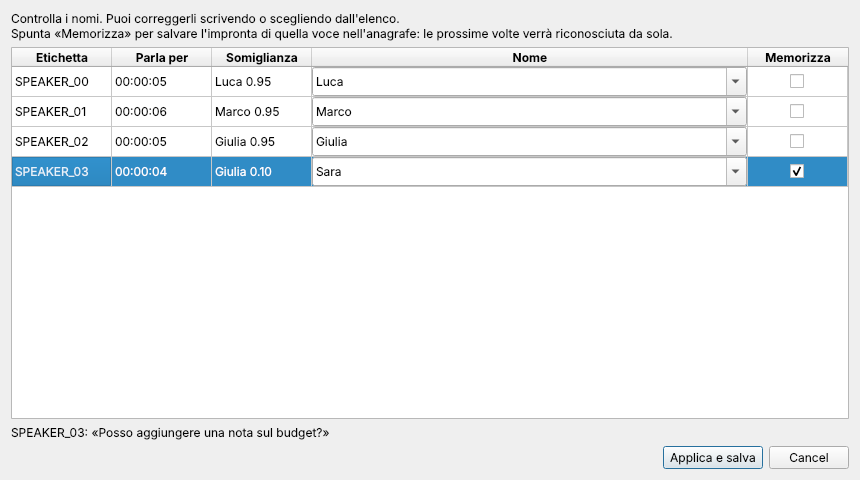 Controlla i nomi. Puoi correggerli scrivendo o scegliendo dall'elenco.
Spunta «Memorizza» per salvare l'impronta di quella voce nell'anagrafe: le prossime volte verrà riconosciuta da sola.
Etichetta Parla per Somiglianza Nome Memorizza
SPEAKER_00 00:00:05 Luca 0.95 Luca
SPEAKER_01 00:00:06 Marco 0.95 Marco
SPEAKER_02 00:00:05 Giulia 0.95 Giulia
SPEAKER_03 00:00:04 Giulia 0.10 Sara
SPEAKER_03: «Posso aggiungere una nota sul budget?»
Applica e salva Cancel